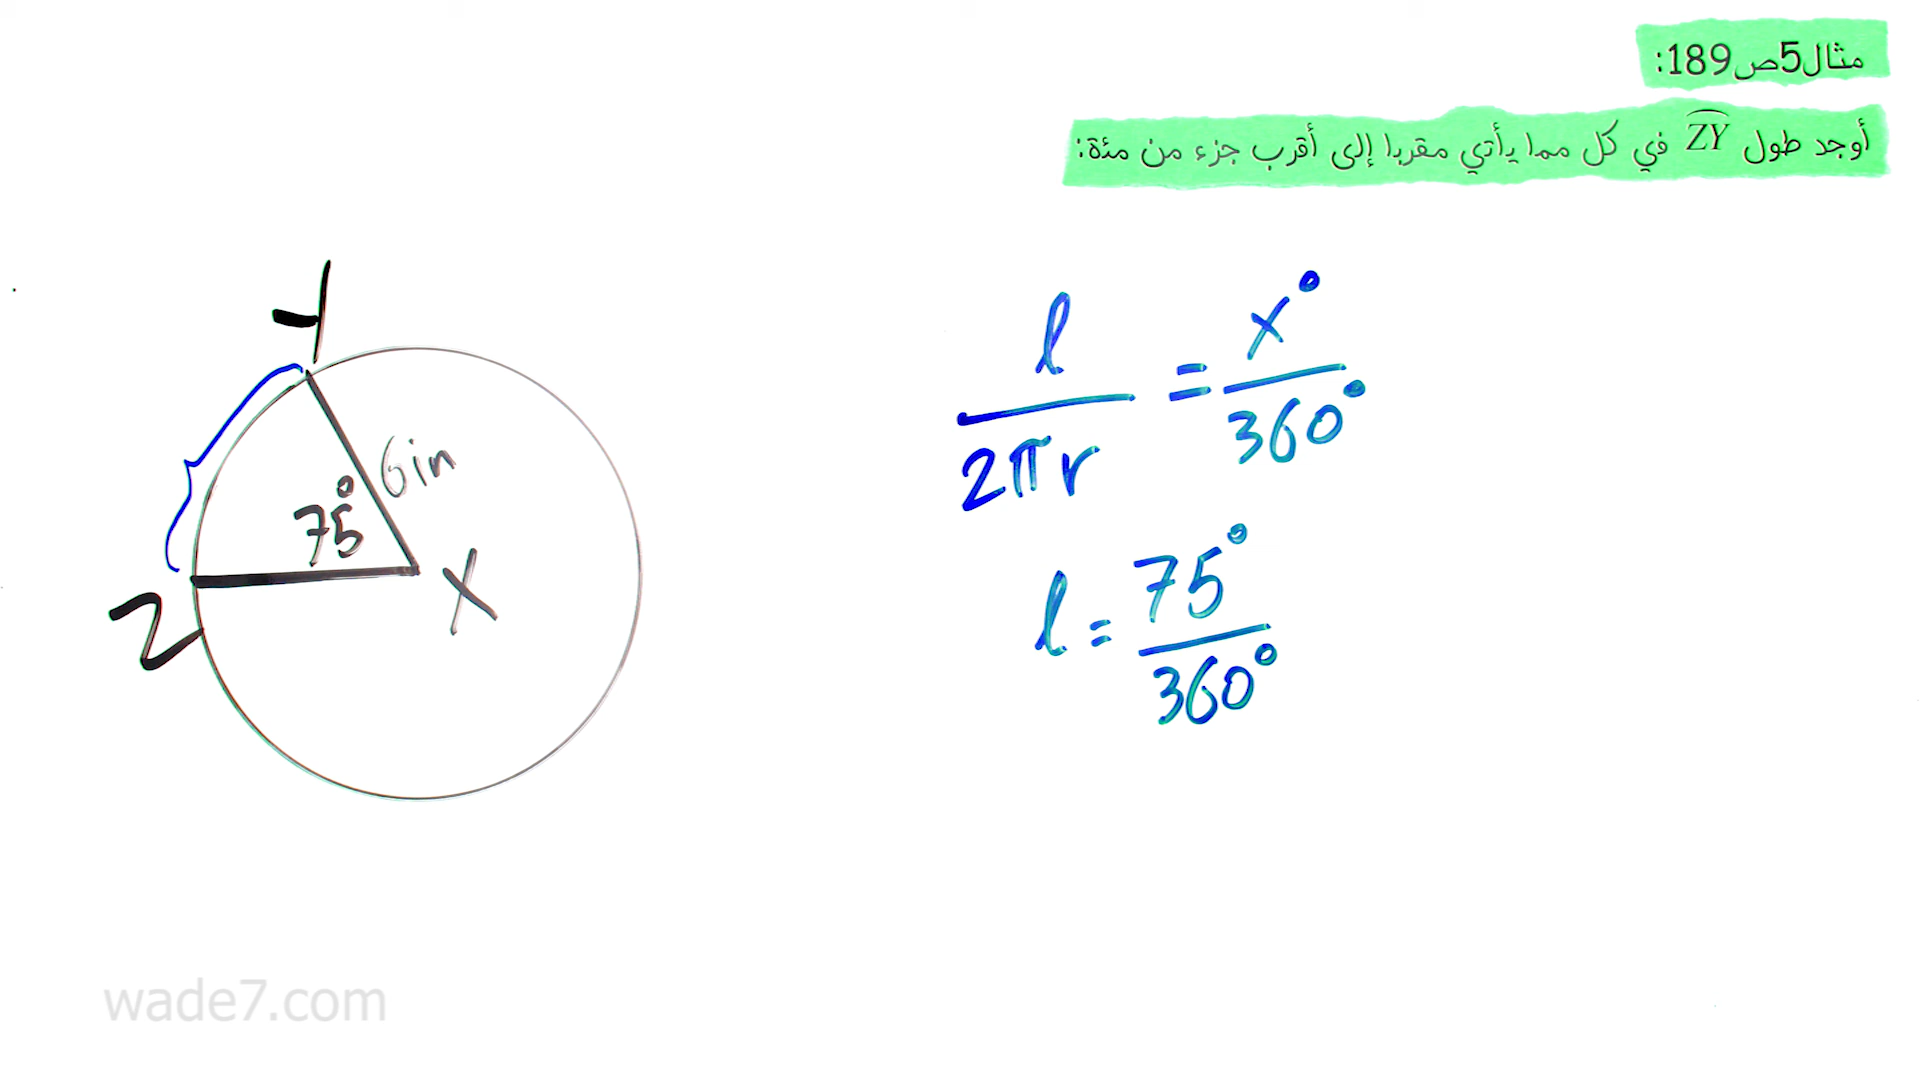 مثال5ص189:
أوجد طول ZY في كل مما يأتي مقربا إلى أقرب جزء من مئة:
Y
6in
75°
X
Z
l/2πr = x°/360°
l = 75°/360°
wade7.com